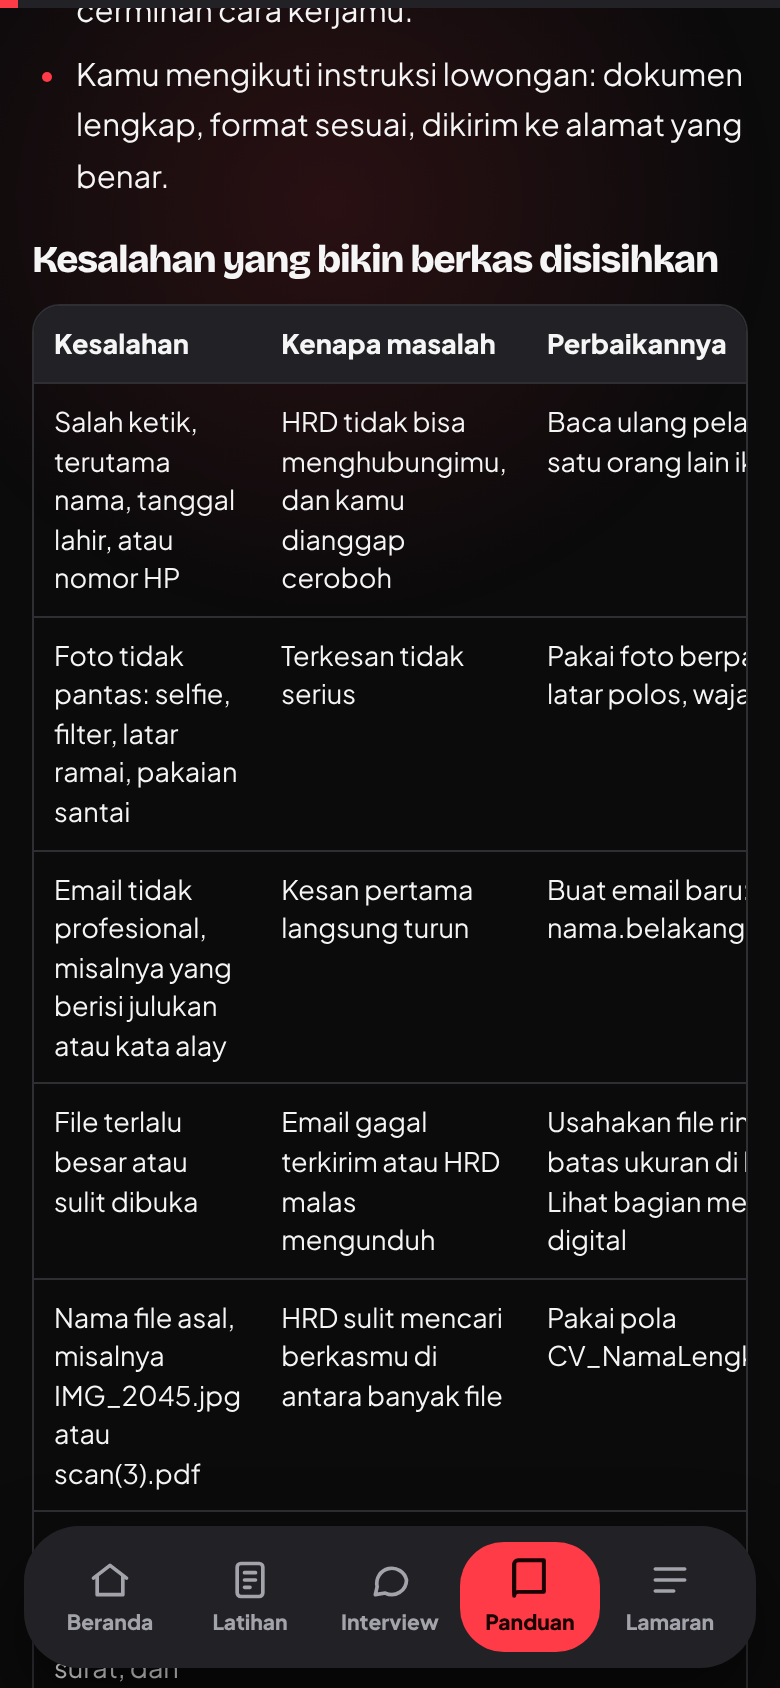 cerminan cara kerjamu.
Kamu mengikuti instruksi lowongan: dokumen
lengkap, format sesuai, dikirim ke alamat yang
benar.
Kesalahan yang bikin berkas disisihkan
Kesalahan Kenapa masalah Perbaikannya
Salah ketik,
terutama
nama, tanggal
lahir, atau
nomor HP
HRD tidak bisa
menghubungimu,
dan kamu
dianggap
ceroboh
Baca ulang
satu orang lain
Foto tidak
pantas: selfie,
filter, latar
ramai, pakaian
santai
Terkesan tidak
serius
Pakai foto
latar polos,
Email tidak
profesional,
misalnya yang
berisi julukan
atau kata alay
Kesan pertama
langsung turun
Buat email baru:
nama.belakang
File terlalu
besar atau
sulit dibuka
Email gagal
terkirim atau HRD
malas
mengunduh
Usahakan file
batas ukuran di
Lihat bagian
digital
Nama file asal,
misalnya
IMG_2045.jpg
atau
scan(3).pdf
HRD sulit mencari
berkasmu di
antara banyak file
Pakai pola
surat, dan
Beranda Latihan Interview Panduan Lamaran